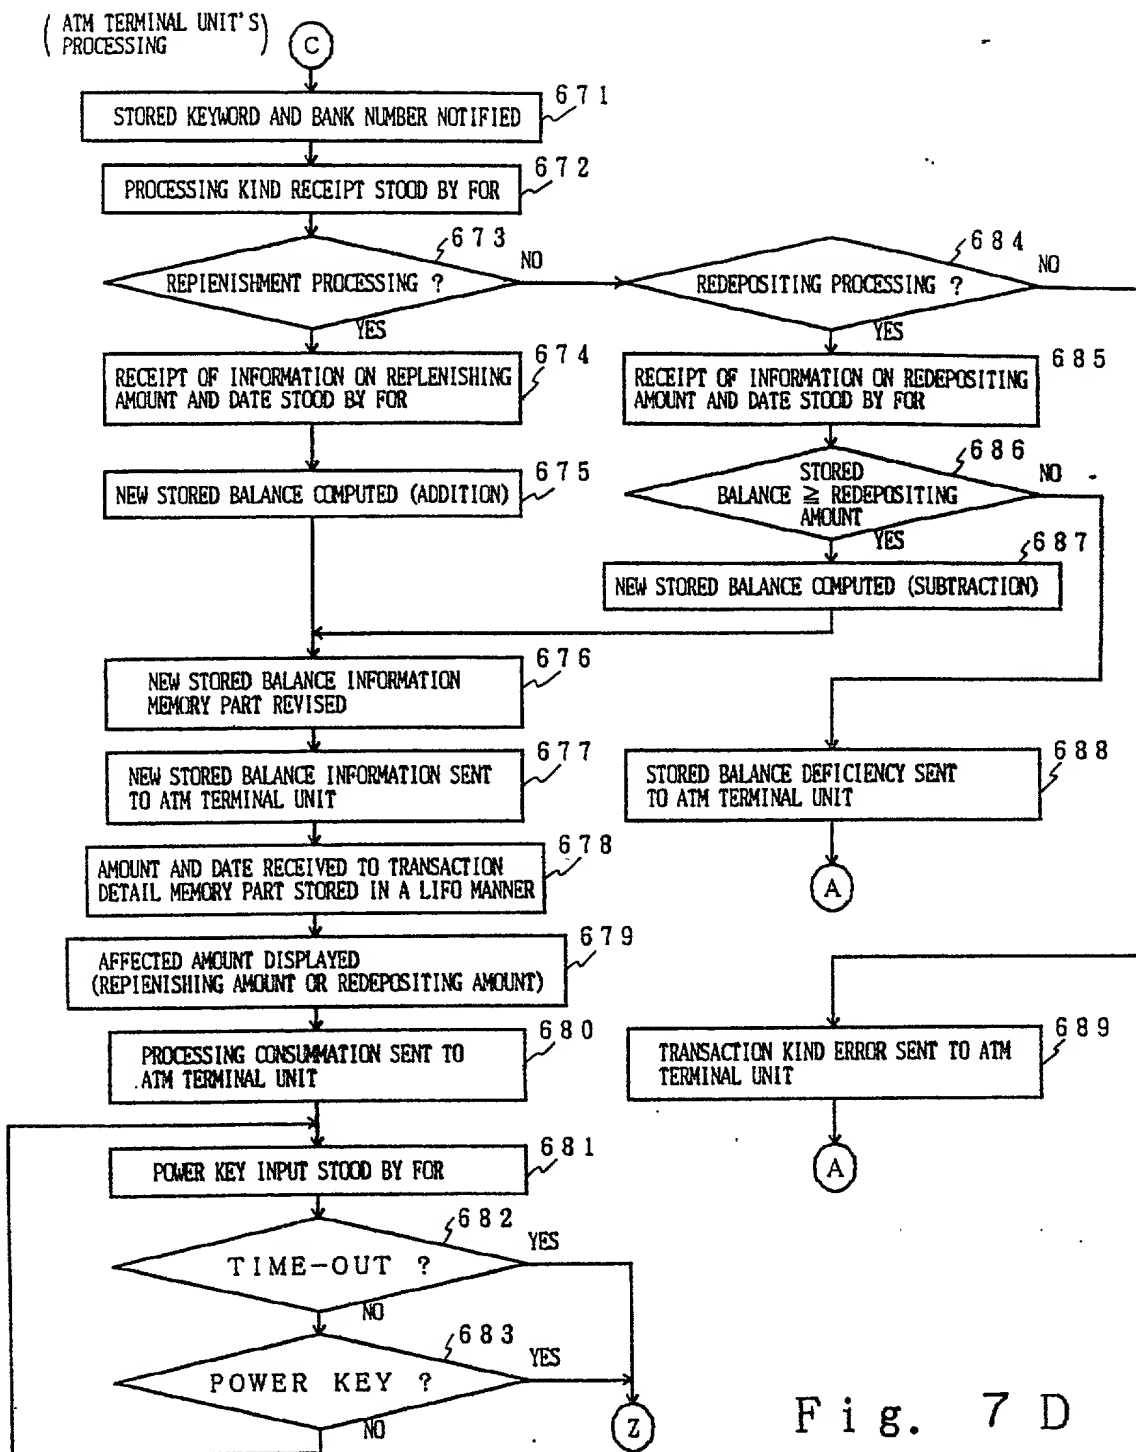 ( ATM TERMINAL UNIT'S )
PROCESSING
C
671
STORED KEYWORD AND BANK NUMBER NOTIFIED
672
PROCESSING KIND RECEIPT STOOD BY FOR
673
REPIENISHMENT PROCESSING ?
NO
YES
684
REDEPOSITING PROCESSING ?
NO
YES
674
RECEIPT OF INFORMATION ON REPLENISHING
AMOUNT AND DATE STOOD BY FOR
685
RECEIPT OF INFORMATION ON REDEPOSITING
AMOUNT AND DATE STOOD BY FOR
675
NEW STORED BALANCE COMPUTED (ADDITION)
686
STORED
BALANCE ≧ REDEPOSITING
AMOUNT
NO
YES
687
NEW STORED BALANCE COMPUTED (SUBTRACTION)
676
NEW STORED BALANCE INFORMATION
MEMORY PART REVISED
677
NEW STORED BALANCE INFORMATION SENT
TO ATM TERMINAL UNIT
688
STORED BALANCE DEFICIENCY SENT
TO ATM TERMINAL UNIT
A
678
AMOUNT AND DATE RECEIVED TO TRANSACTION
DETAIL MEMORY PART STORED IN A LIFO MANNER
679
AFFECTED AMOUNT DISPLAYED
(REPIENISHING AMOUNT OR REDEPOSITING AMOUNT)
680
PROCESSING CONSUMMATION SENT TO
ATM TERMINAL UNIT
689
TRANSACTION KIND ERROR SENT TO ATM
TERMINAL UNIT
A
681
POWER KEY INPUT STOOD BY FOR
682
TIME-OUT ?
YES
NO
683
POWER KEY ?
YES
NO
Z
Fig. 7 D